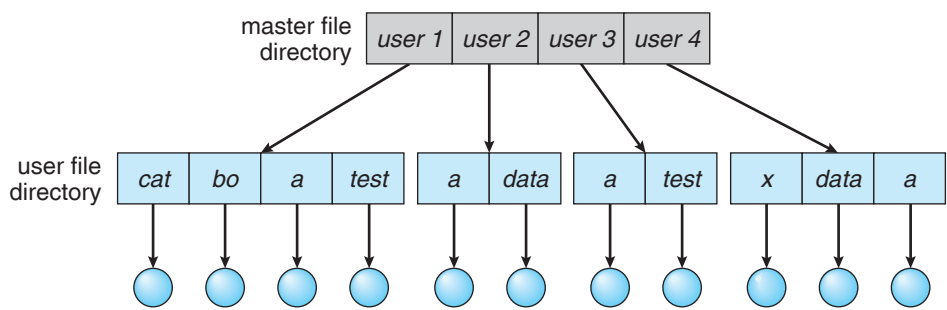 master file
directory
user 1 user 2 user 3 user 4
user file
directory
cat bo a test a data a test x data a